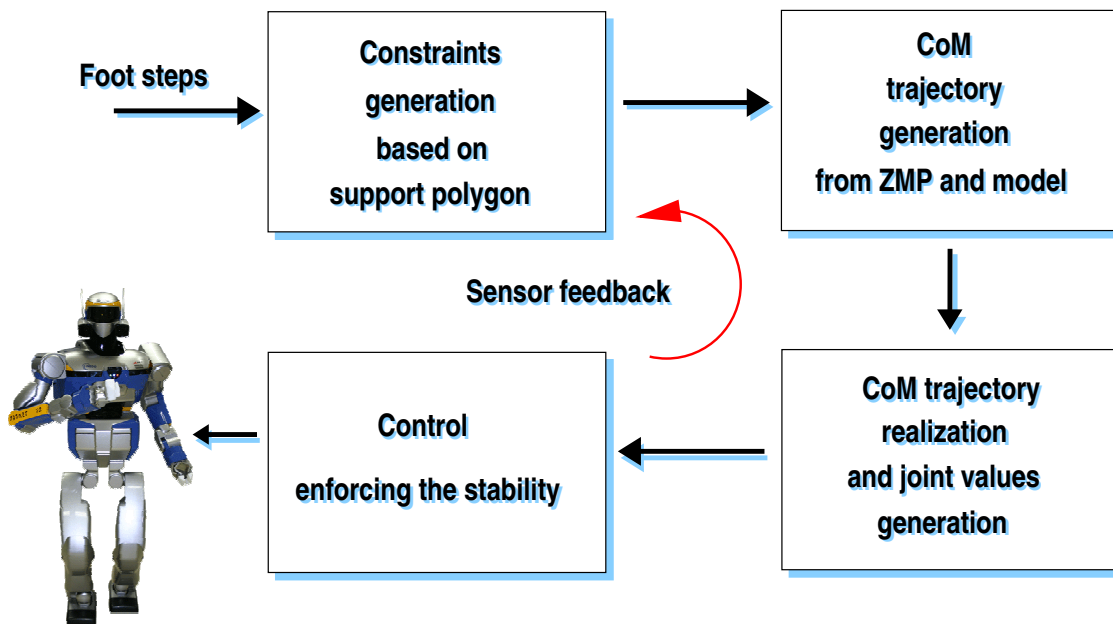 Foot steps
Constraints
generation
based on
support polygon
CoM
trajectory
generation
from ZMP and model
Sensor feedback
CoM trajectory
realization
and joint values
generation
Control
enforcing the stability